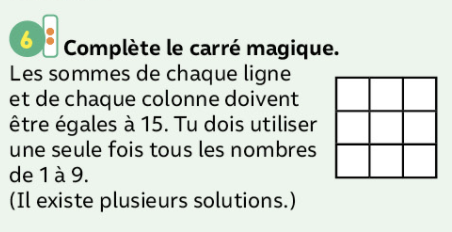 6 Complète le carré magique.
Les sommes de chaque ligne
et de chaque colonne doivent
être égales à 15. Tu dois utiliser
une seule fois tous les nombres
de 1 à 9.
(Il existe plusieurs solutions.)